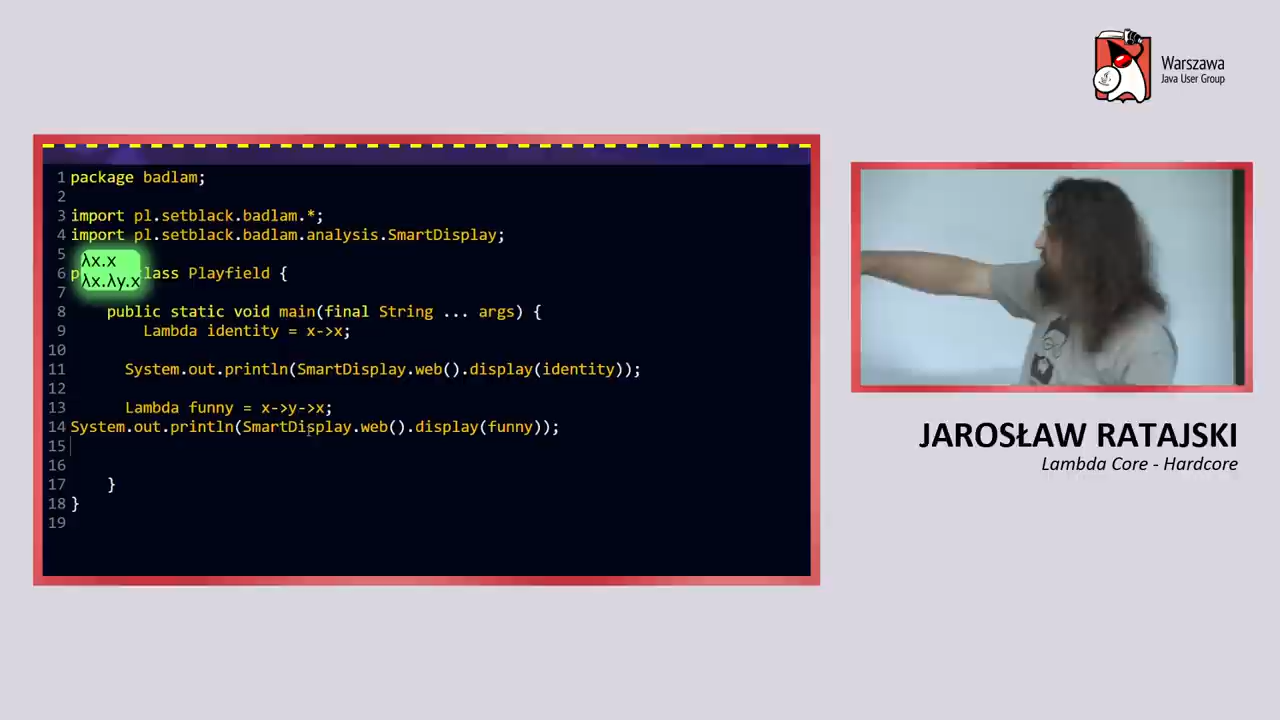 Warszawa
Java User Group
1 package badlam;
2
3 import pl.setblack.badlam.*;
4 import pl.setblack.badlam.analysis.SmartDisplay;
5
λx.x
6 p lass Playfield {
λx.λy.x
7
8 public static void main(final String ... args) {
9 Lambda identity = x->x;
10
11 System.out.println(SmartDisplay.web().display(identity));
12
13 Lambda funny = x->y->x;
14 System.out.println(SmartDisplay.web().display(funny));
15
16
17 }
18 }
19
JAROSŁAW RATAJSKI
Lambda Core - Hardcore